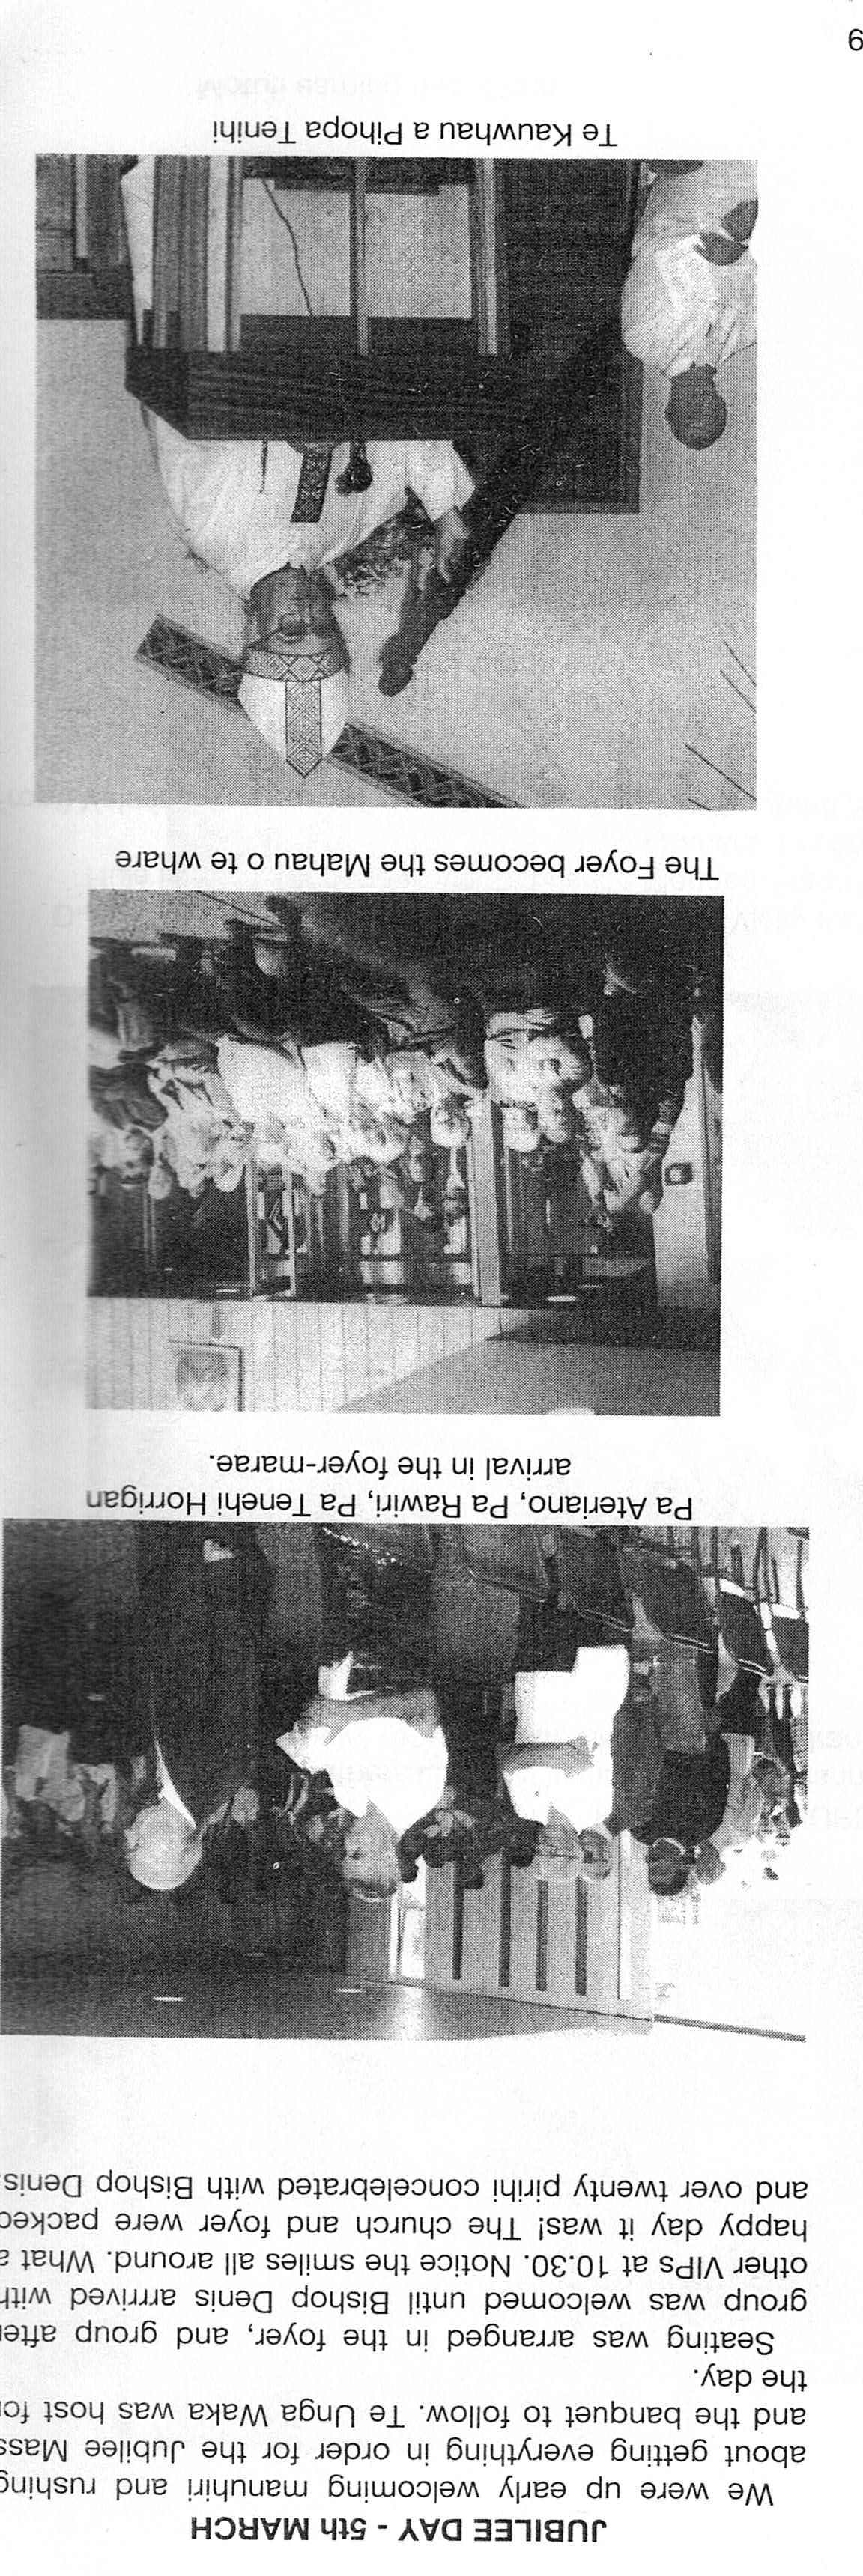 JUBILEE DAY - 5th MARCH
We were up early welcoming manuhiri and rushing
about getting everything in order for the Jubilee Mass
and the banquet to follow. Te Unga Waka was host for
the day.
Seating was arranged in the foyer, and group after
group was welcomed until Bishop Denis arrrived with
other VIPs at 10.30. Notice the smiles all around. What a
happy day it was! The church and foyer were packed
and over twenty pirihi concelebrated with Bishop Denis.
Pa Ateriano, Pa Rawiri, Pa Tenehi Horrigan
arrival in the foyer-marae.
The Foyer becomes the Mahau o te whare
Te Kauwhau a Pihopa Tenihi
9